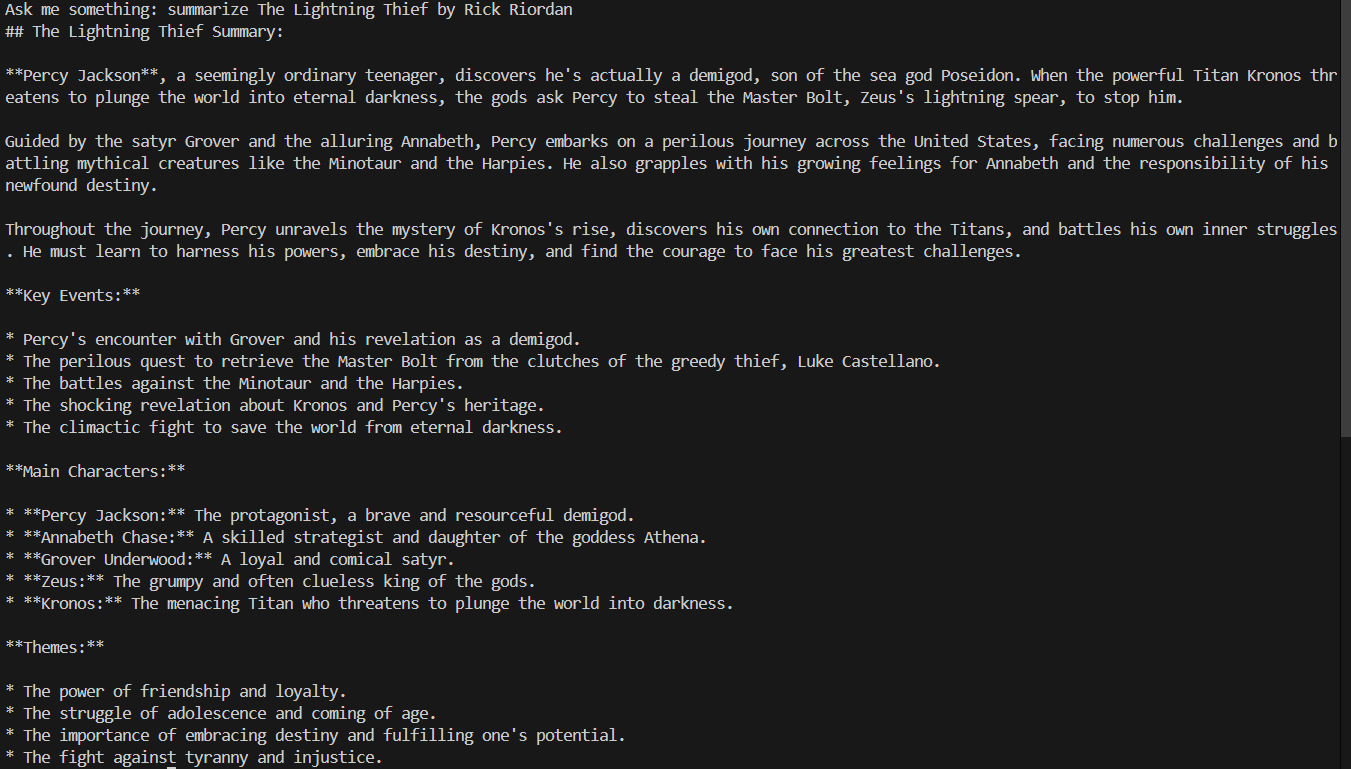 Ask me something: summarize The Lightning Thief by Rick Riordan
## The Lightning Thief Summary:
**Percy Jackson**, a seemingly ordinary teenager, discovers he's actually a demigod, son of the sea god Poseidon. When the powerful Titan Kronos thr
eatens to plunge the world into eternal darkness, the gods ask Percy to steal the Master Bolt, Zeus's lightning spear, to stop him.
Guided by the satyr Grover and the alluring Annabeth, Percy embarks on a perilous journey across the United States, facing numerous challenges and b
attling mythical creatures like the Minotaur and the Harpies. He also grapples with his growing feelings for Annabeth and the responsibility of his
newfound destiny.
Throughout the journey, Percy unravels the mystery of Kronos's rise, discovers his own connection to the Titans, and battles his own inner struggles
. He must learn to harness his powers, embrace his destiny, and find the courage to face his greatest challenges.
**Key Events:**
* Percy's encounter with Grover and his revelation as a demigod.
* The perilous quest to retrieve the Master Bolt from the clutches of the greedy thief, Luke Castellano.
* The battles against the Minotaur and the Harpies.
* The shocking revelation about Kronos and Percy's heritage.
* The climactic fight to save the world from eternal darkness.
**Main Characters:**
* **Percy Jackson:** The protagonist, a brave and resourceful demigod.
* **Annabeth Chase:** A skilled strategist and daughter of the goddess Athena.
* **Grover Underwood:** A loyal and comical satyr.
* **Zeus:** The grumpy and often clueless king of the gods.
* **Kronos:** The menacing Titan who threatens to plunge the world into darkness.
**Themes:**
* The power of friendship and loyalty.
* The struggle of adolescence and coming of age.
* The importance of embracing destiny and fulfilling one's potential.
* The fight against tyranny and injustice.